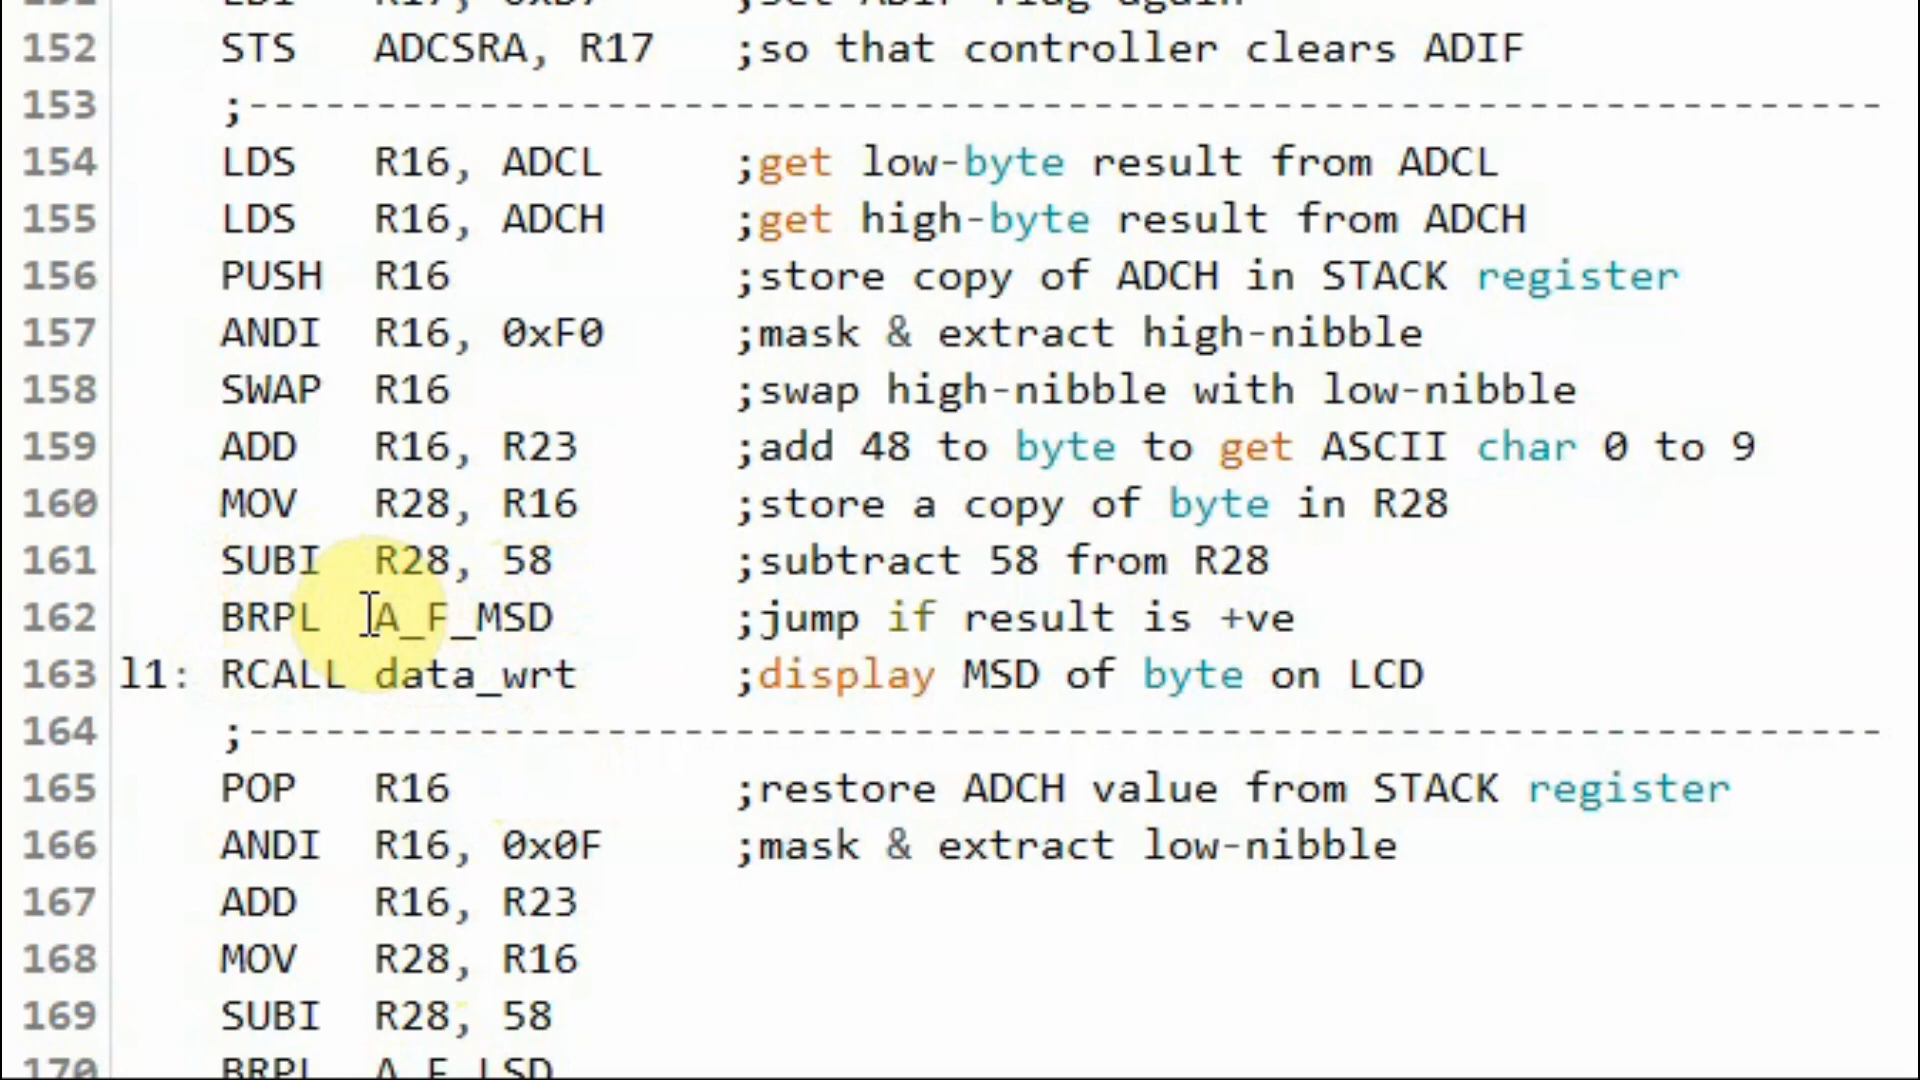 152 STS ADCSRA, R17 ;so that controller clears ADIF
153 ;----------------------------------------------------------------
154 LDS R16, ADCL ;get low-byte result from ADCL
155 LDS R16, ADCH ;get high-byte result from ADCH
156 PUSH R16 ;store copy of ADCH in STACK register
157 ANDI R16, 0xF0 ;mask & extract high-nibble
158 SWAP R16 ;swap high-nibble with low-nibble
159 ADD R16, R23 ;add 48 to byte to get ASCII char 0 to 9
160 MOV R28, R16 ;store a copy of byte in R28
161 SUBI R28, 58 ;subtract 58 from R28
162 BRPL A_F_MSD ;jump if result is +ve
163 l1: RCALL data_wrt ;display MSD of byte on LCD
164 ;----------------------------------------------------------------
165 POP R16 ;restore ADCH value from STACK register
166 ANDI R16, 0x0F ;mask & extract low-nibble
167 ADD R16, R23
168 MOV R28, R16
169 SUBI R28, 58
170 BRPL A_F_LSD